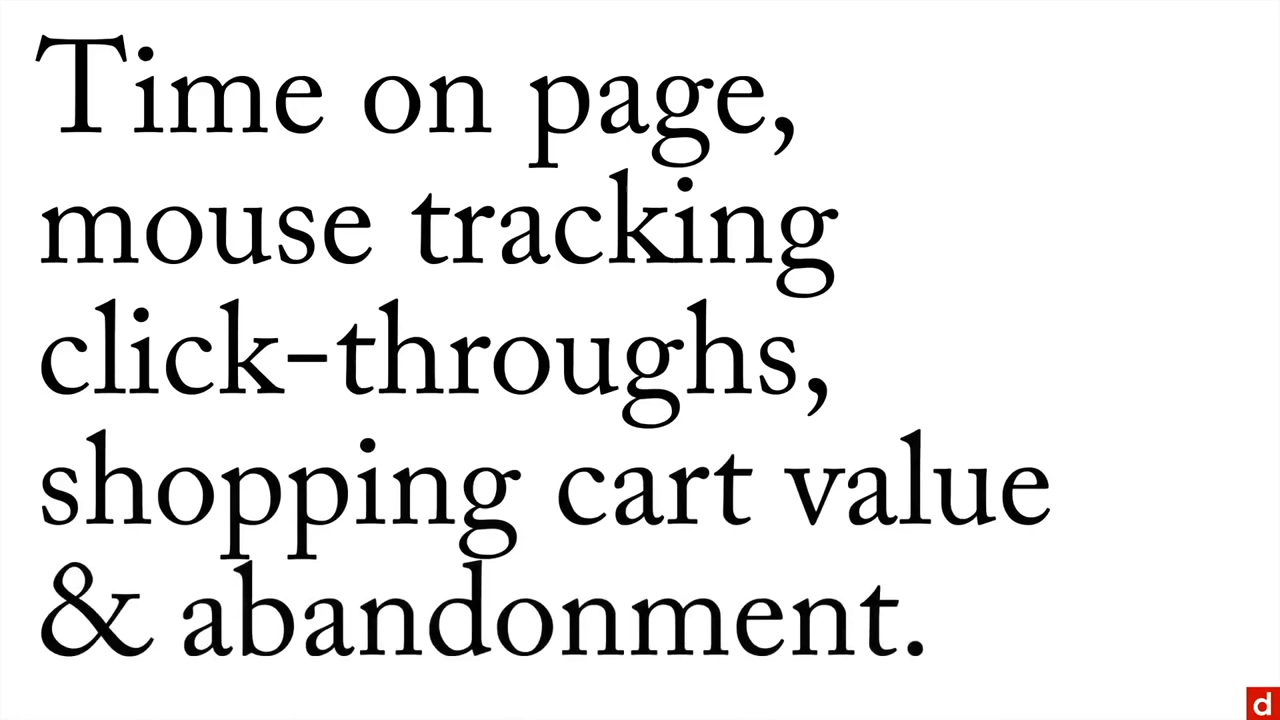 Time on page,
mouse tracking
click-throughs,
shopping cart value
& abandonment.
d